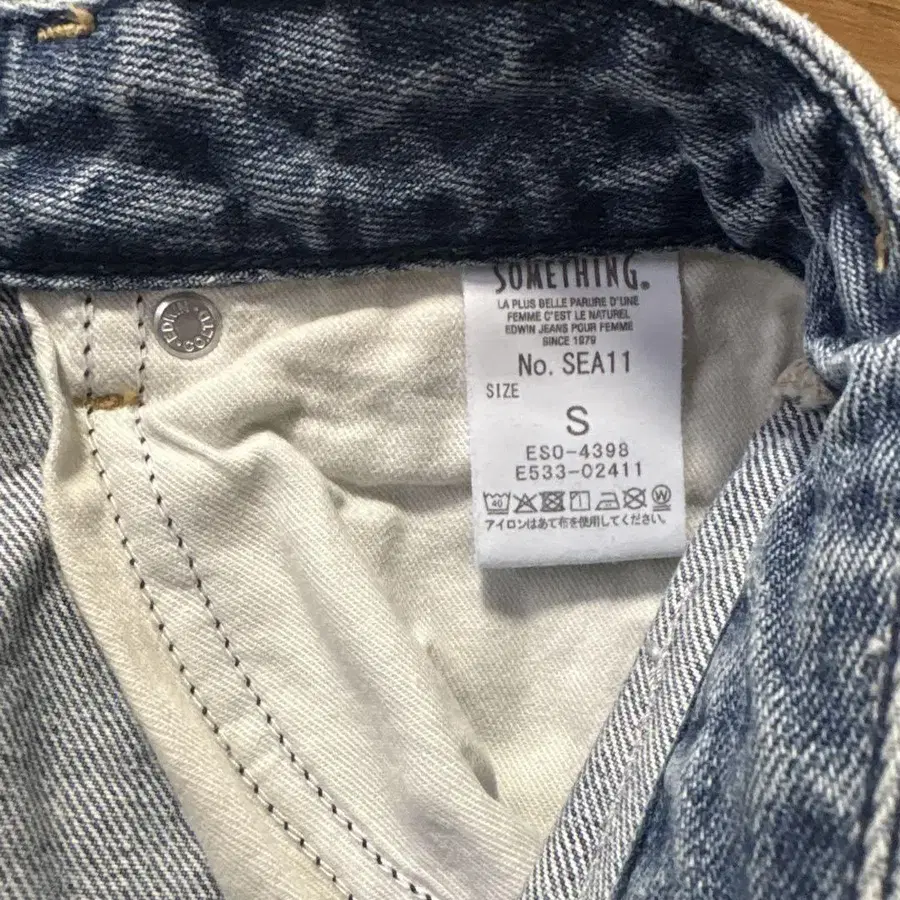 SOMETHING®
LA PLUS BELLE PARURE D'UNE
FEMME C'EST LE NATUREL
EDWIN JEANS POUR FEMME
SINCE 1979
No. SEA11
SIZE
S
ES0-4398
E533-02411
40 W
アイロンはあて布を使用してください。
EDWIN